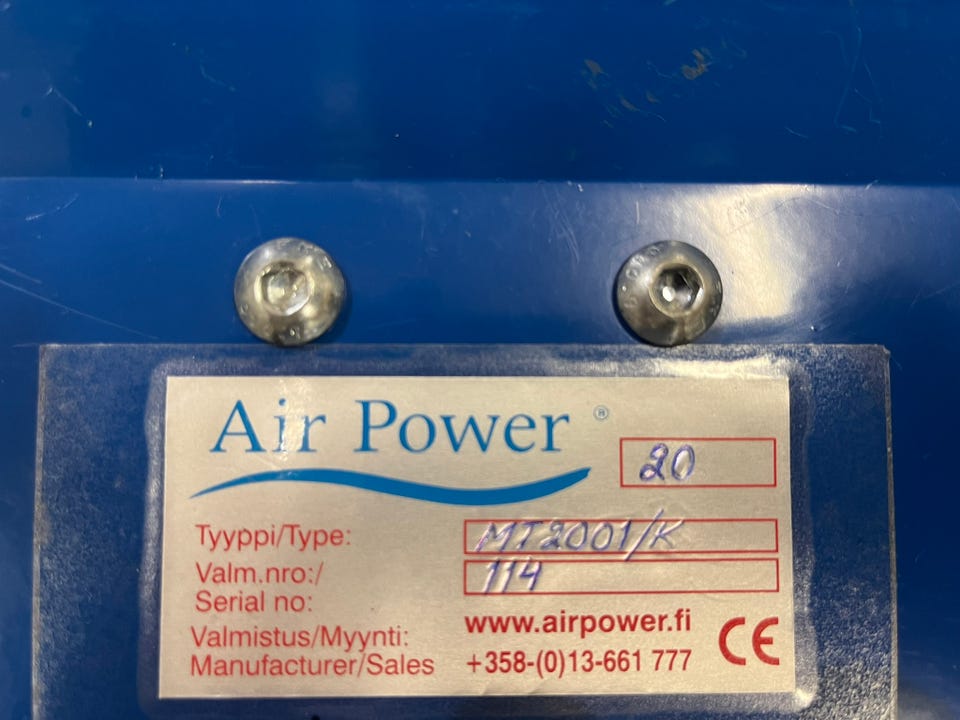 Air Power ®
20
Tyyppi/Type: MT2001/K
Valm.nro:/ 114
Serial no:
Valmistus/Myynti: www.airpower.fi
Manufacturer/Sales +358-(0)13-661 777
CE